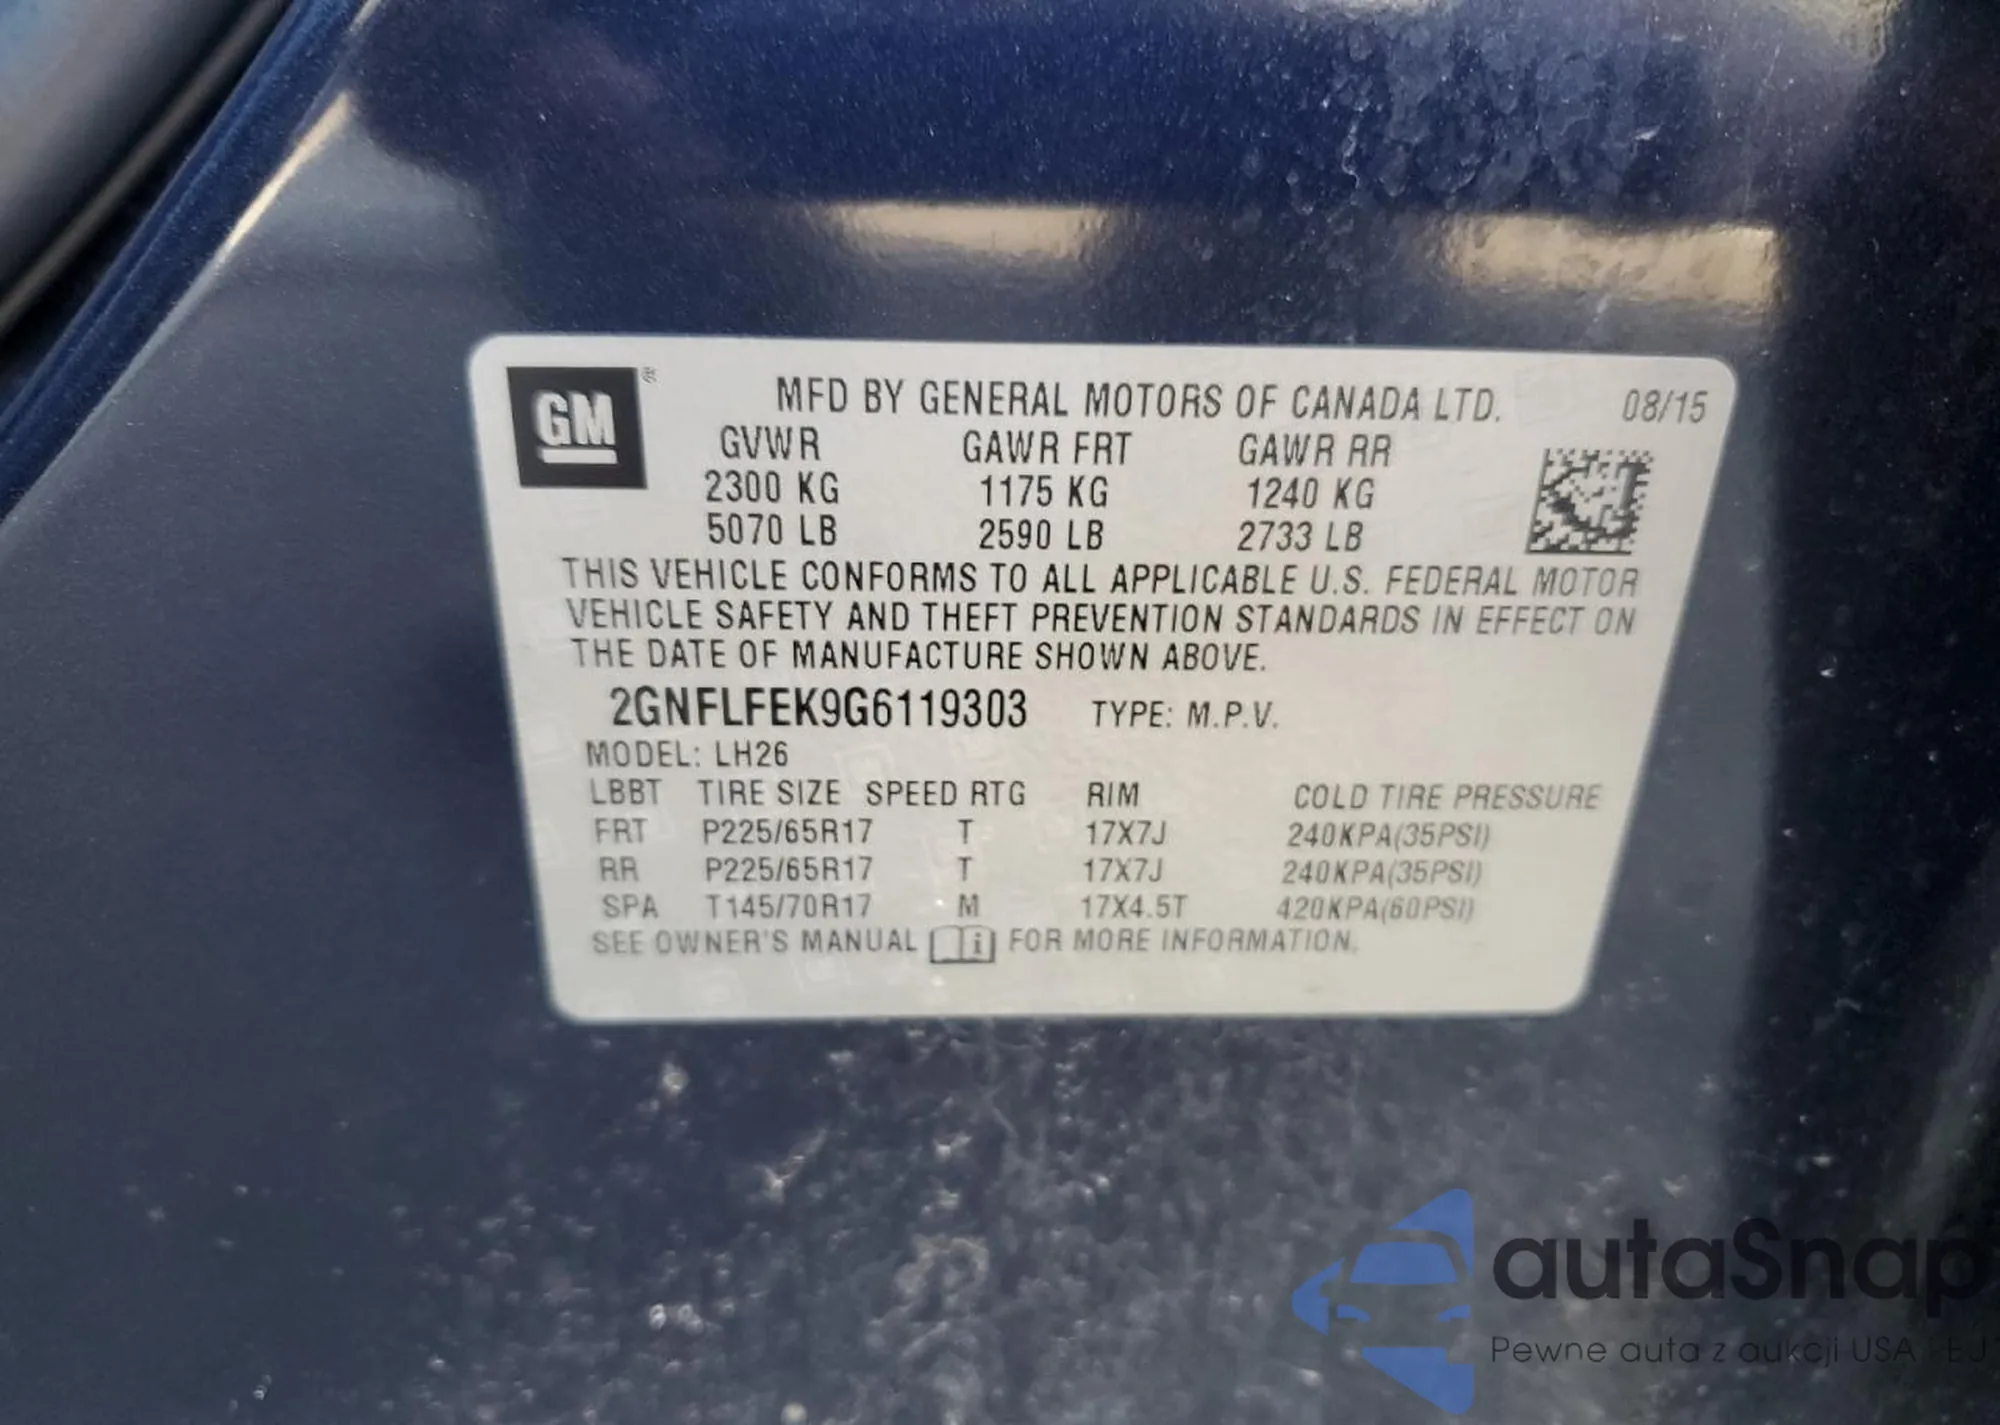 GM ®
MFD BY GENERAL MOTORS OF CANADA LTD. 08/15
GVWR GAWR FRT GAWR RR
2300 KG 1175 KG 1240 KG
5070 LB 2590 LB 2733 LB
THIS VEHICLE CONFORMS TO ALL APPLICABLE U.S. FEDERAL MOTOR
VEHICLE SAFETY AND THEFT PREVENTION STANDARDS IN EFFECT ON
THE DATE OF MANUFACTURE SHOWN ABOVE.
2GNFLFEK9G6119303 TYPE: M.P.V.
MODEL: LH26
LBBT TIRE SIZE SPEED RTG RIM COLD TIRE PRESSURE
FRT P225/65R17 T 17X7J 240KPA(35PSI)
RR P225/65R17 T 17X7J 240KPA(35PSI)
SPA T145/70R17 M 17X4.5T 420KPA(60PSI)
SEE OWNER'S MANUAL i FOR MORE INFORMATION.
autaSnap
Pewne auta z aukcji USA i EU